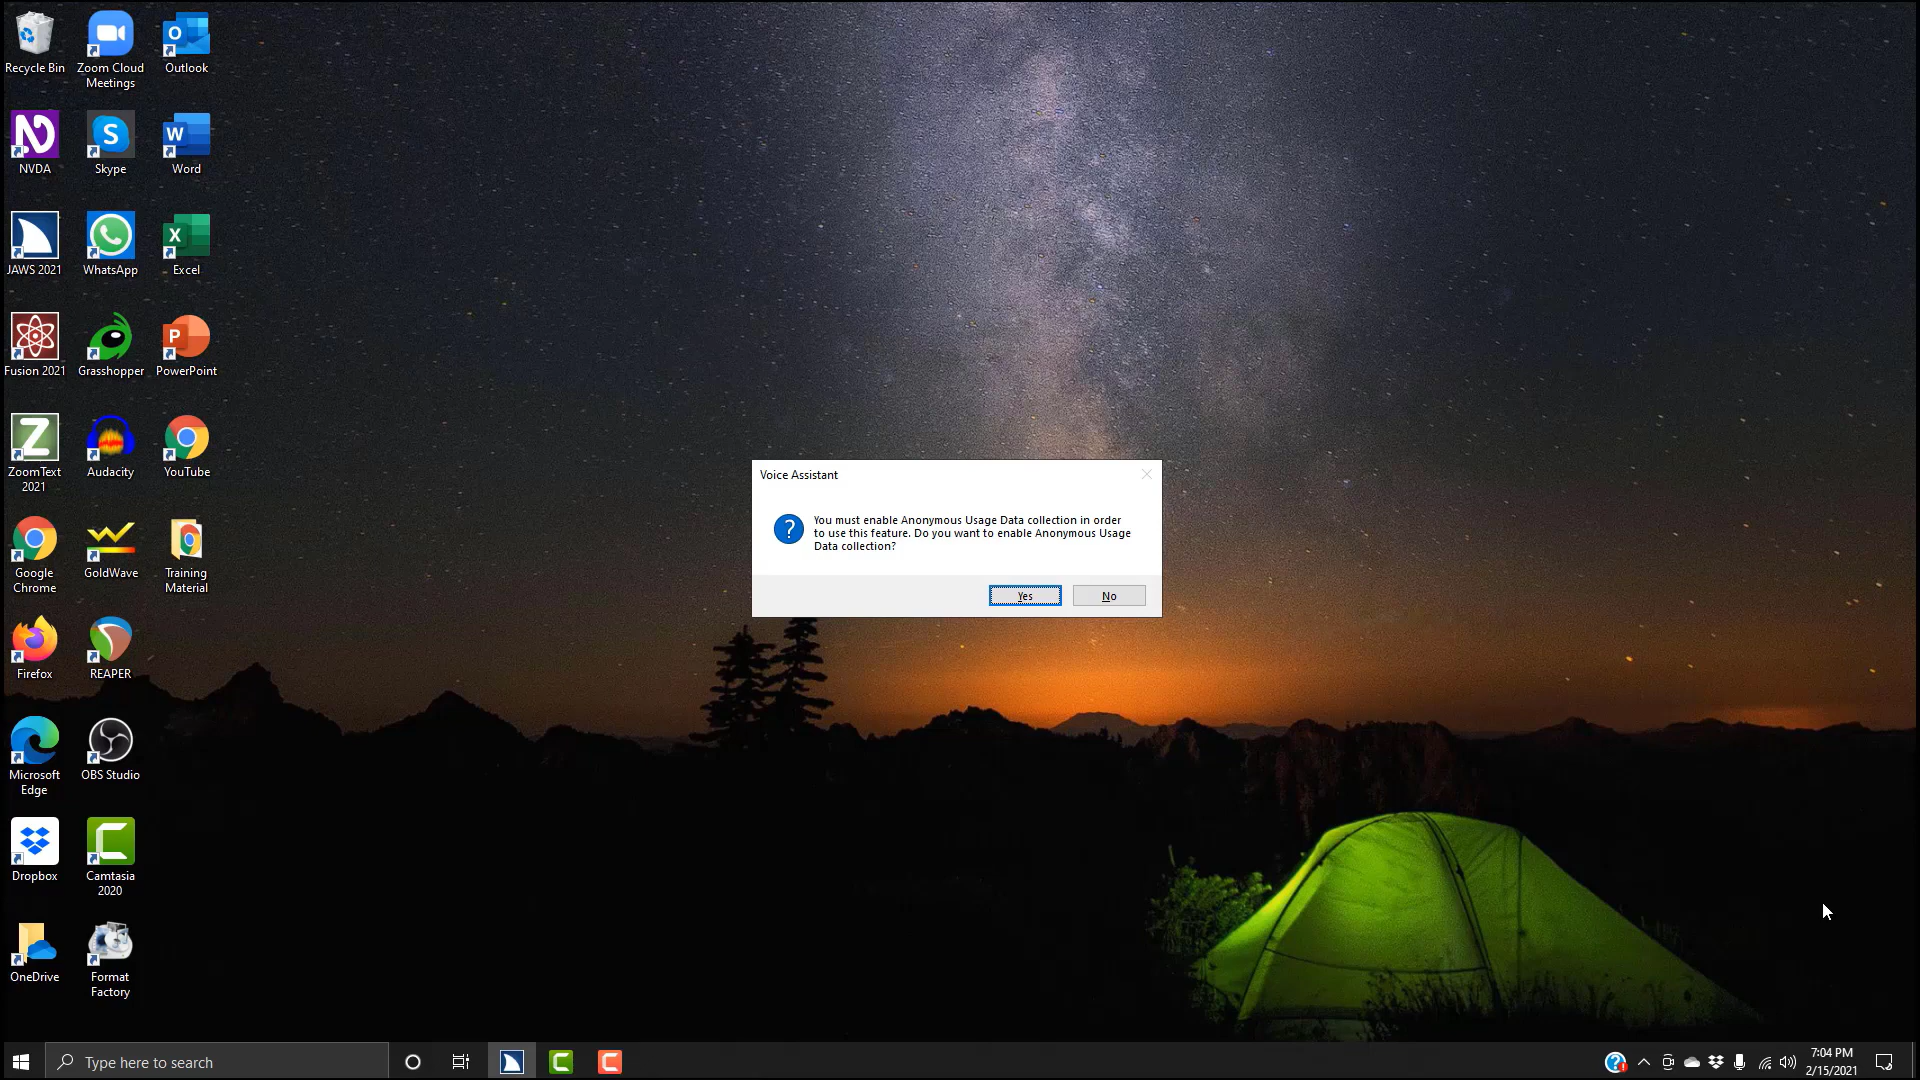 Recycle Bin
Zoom Cloud
Meetings
Outlook
NVDA
Skype
Word
JAWS 2021
WhatsApp
Excel
Fusion 2021
Grasshopper
PowerPoint
ZoomText
2021
Audacity
YouTube
Google
Chrome
GoldWave
Training
Material
Firefox
REAPER
Microsoft
Edge
OBS Studio
Dropbox
Camtasia
2020
OneDrive
Format
Factory
Voice Assistant
You must enable Anonymous Usage Data collection in order
to use this feature. Do you want to enable Anonymous Usage
Data collection?
Yes
No
Type here to search
7:04 PM
2/15/2021